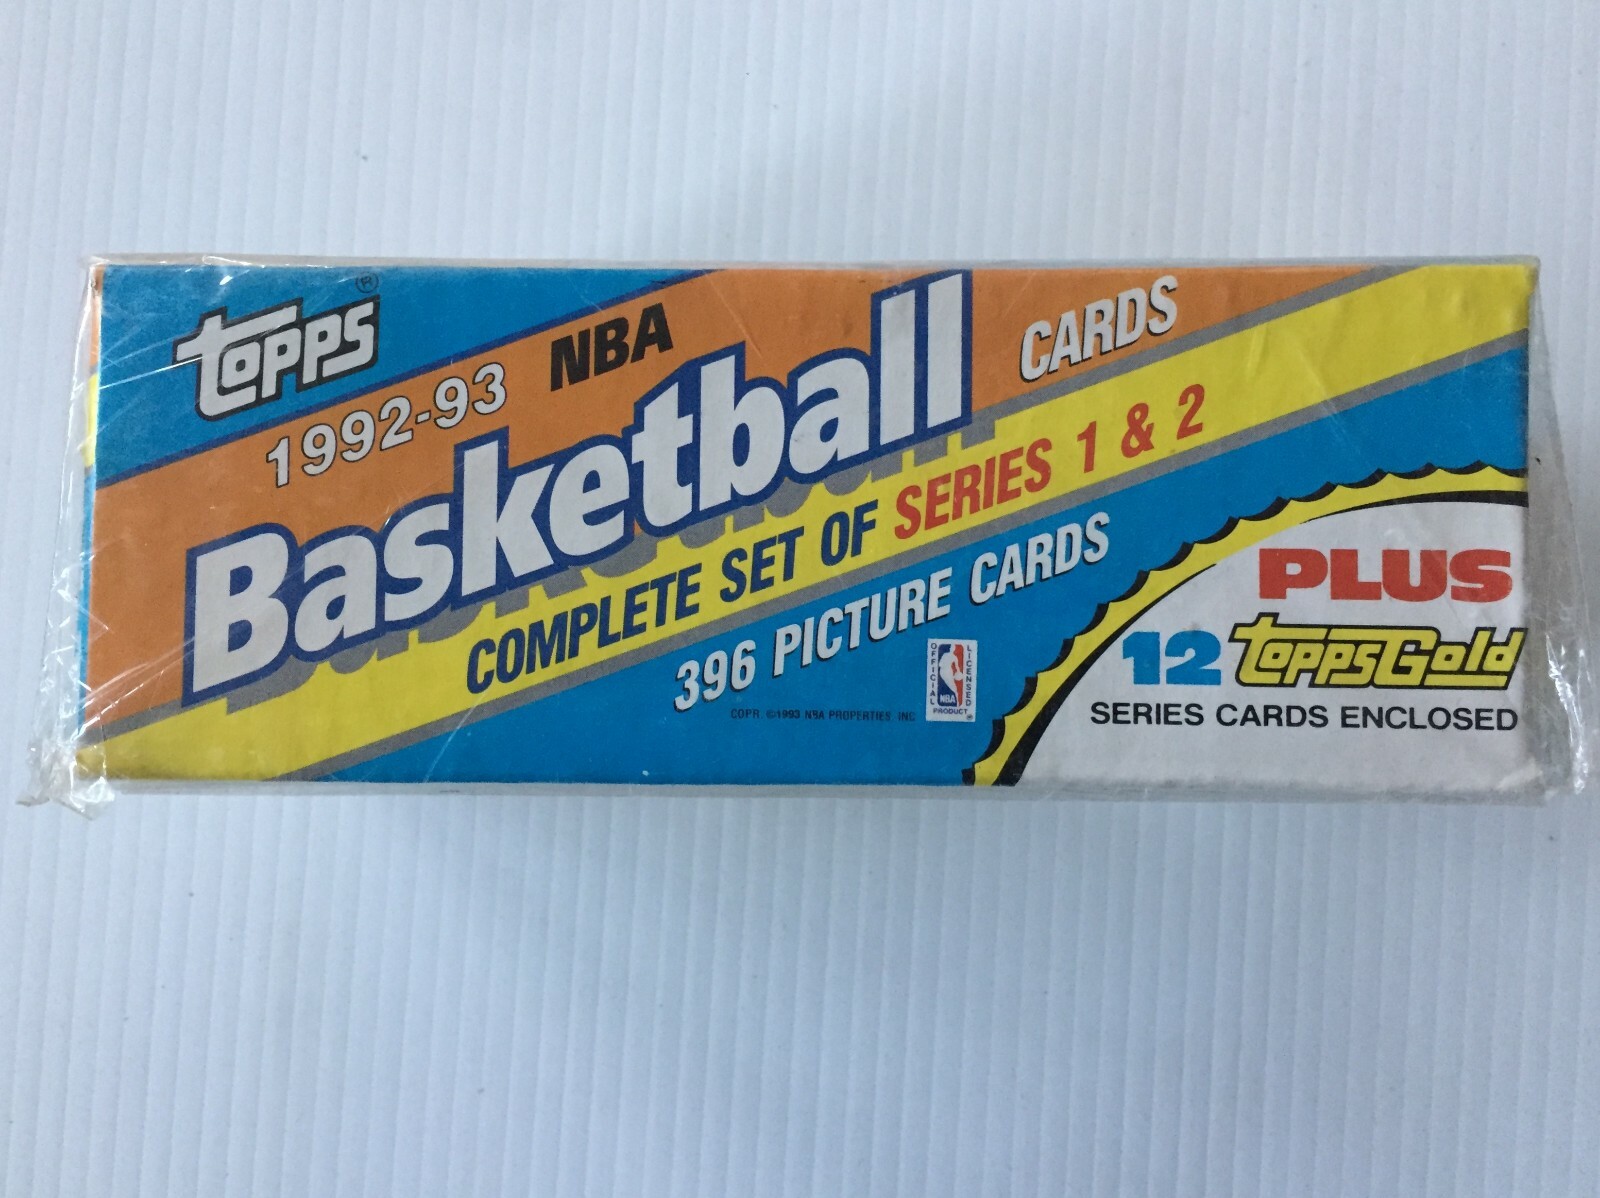 topps®
1992-93 NBA
Basketball CARDS
COMPLETE SET OF SERIES 1 & 2
396 PICTURE CARDS
COPR. ©1993 NBA PROPERTIES INC
OFFICIAL
LICENSED
NBA
PRODUCT ®
PLUS
12 toppsGold
SERIES CARDS ENCLOSED